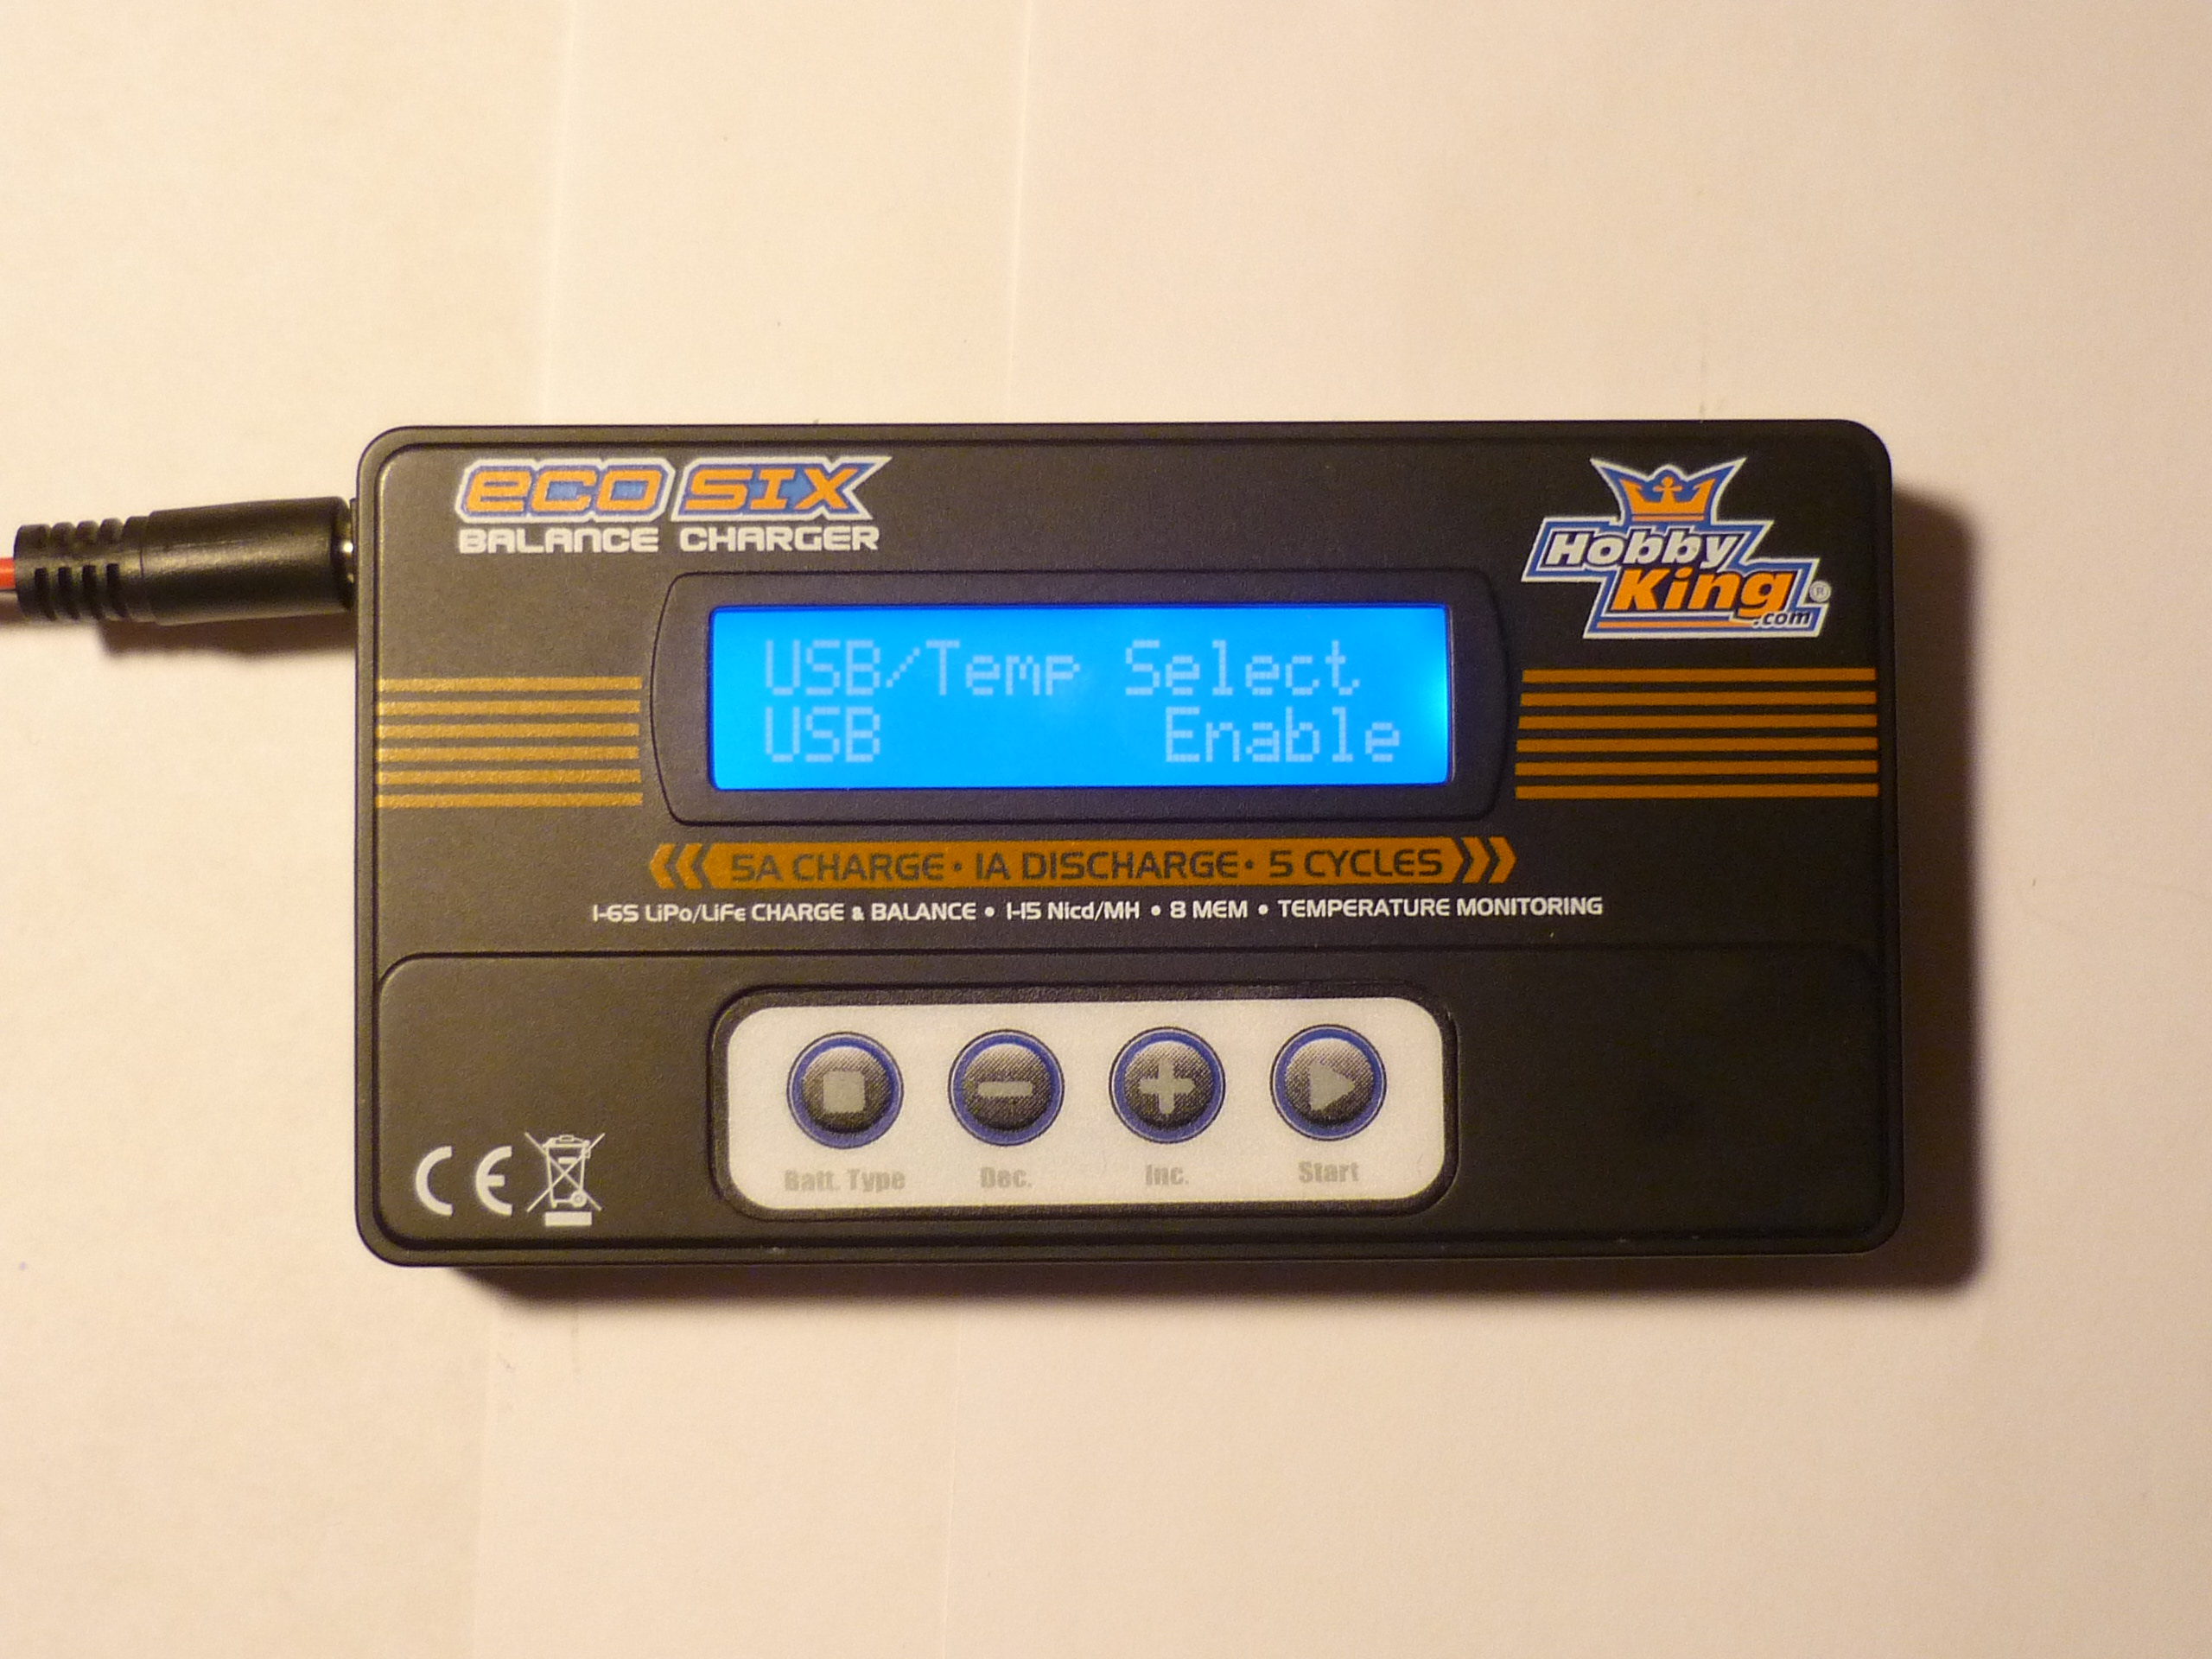 eco SIX
BALANCE CHARGER
Hobby
King®
.com
USB/Temp Select
USB Enable
5A CHARGE • 1A DISCHARGE • 5 CYCLES
1-6S LiPo/LiFe CHARGE & BALANCE • 1-15 Nicd/MH • 8 MEM • TEMPERATURE MONITORING
Batt. Type
Dec.
Inc.
Start
CE